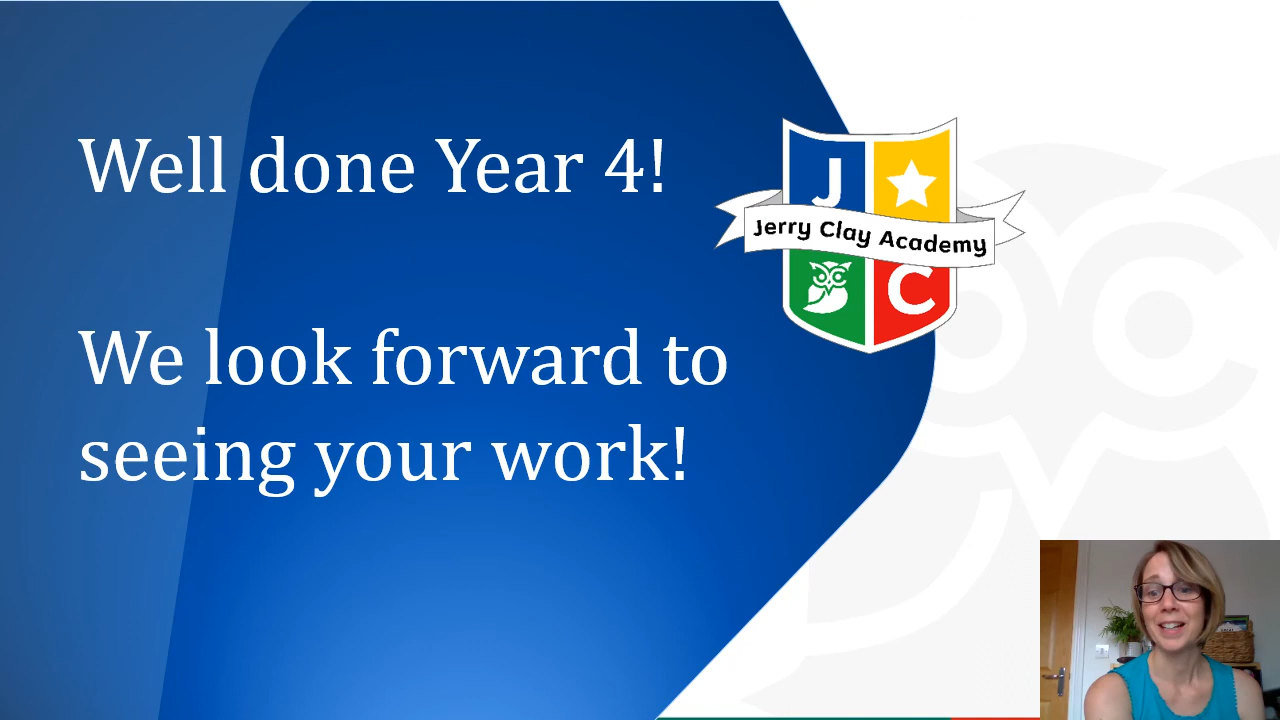 Well done Year 4!
We look forward to
seeing your work!
J
Jerry Clay Academy
C